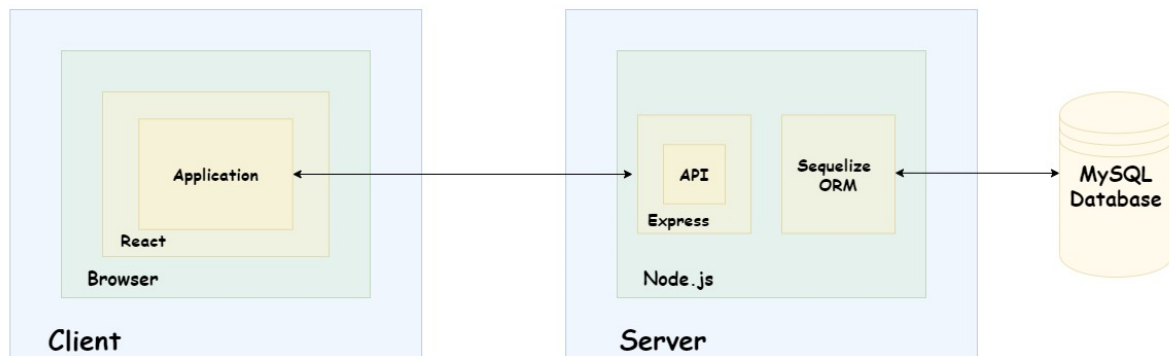 Application
React
Browser
Client
API
Express
Sequelize
ORM
Node.js
Server
MySQL
Database